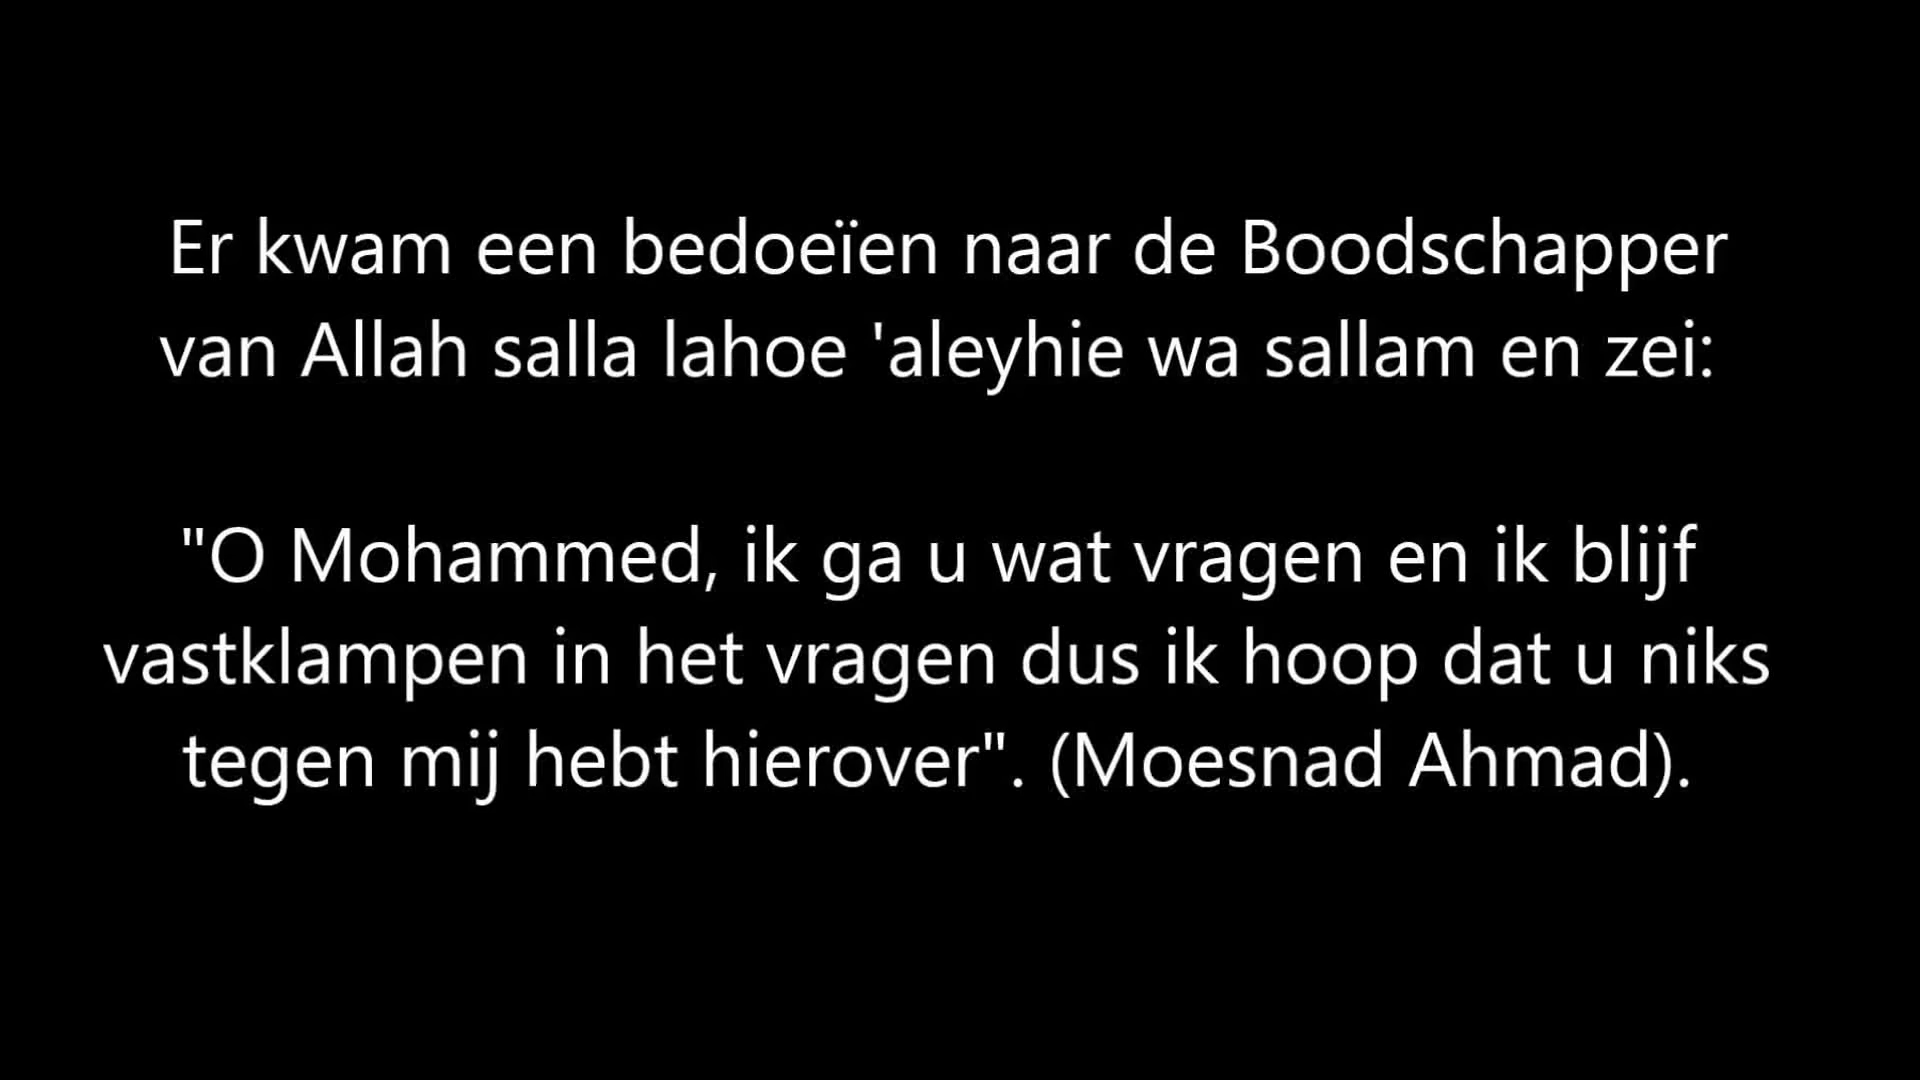 Er kwam een bedoeïen naar de Boodschapper
van Allah salla lahoe 'aleyhie wa sallam en zei:
"O Mohammed, ik ga u wat vragen en ik blijf
vastklampen in het vragen dus ik hoop dat u niks
tegen mij hebt hierover". (Moesnad Ahmad).